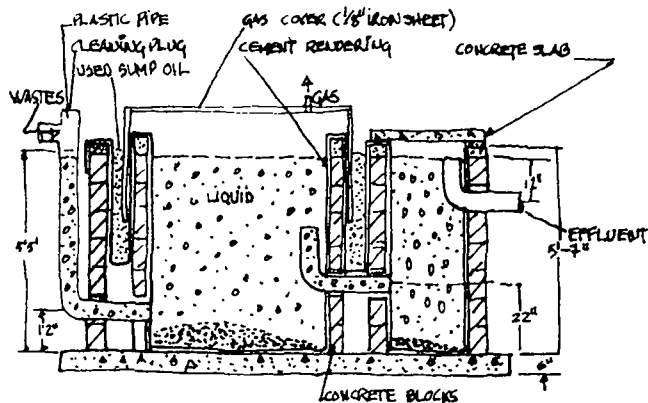 PLASTIC PIPE
CLEANING PLUG
USED SUMP OIL
GAS COVER (1/8" IRON SHEET)
CEMENT RENDERING
CONCRETE SLAB
WASTES
GAS
LIQUID
EFFLUENT
5'-7"
12"
22"
6"
CONCRETE BLOCKS